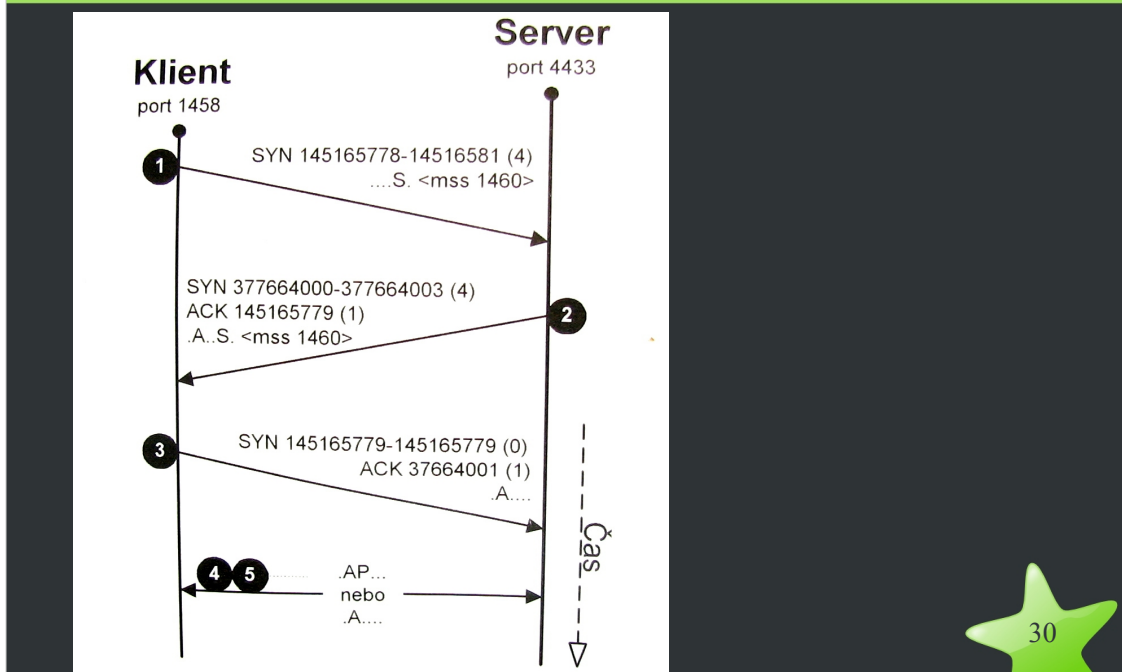 Server
port 4433
Klient
port 1458
1
SYN 145165778-14516581 (4)
....S. <mss 1460>
SYN 377664000-377664003 (4)
ACK 145165779 (1)
.A..S. <mss 1460>
2
3
SYN 145165779-145165779 (0)
ACK 37664001 (1)
.A....
Čas
4 5 .......... .AP...
nebo
.A....
30